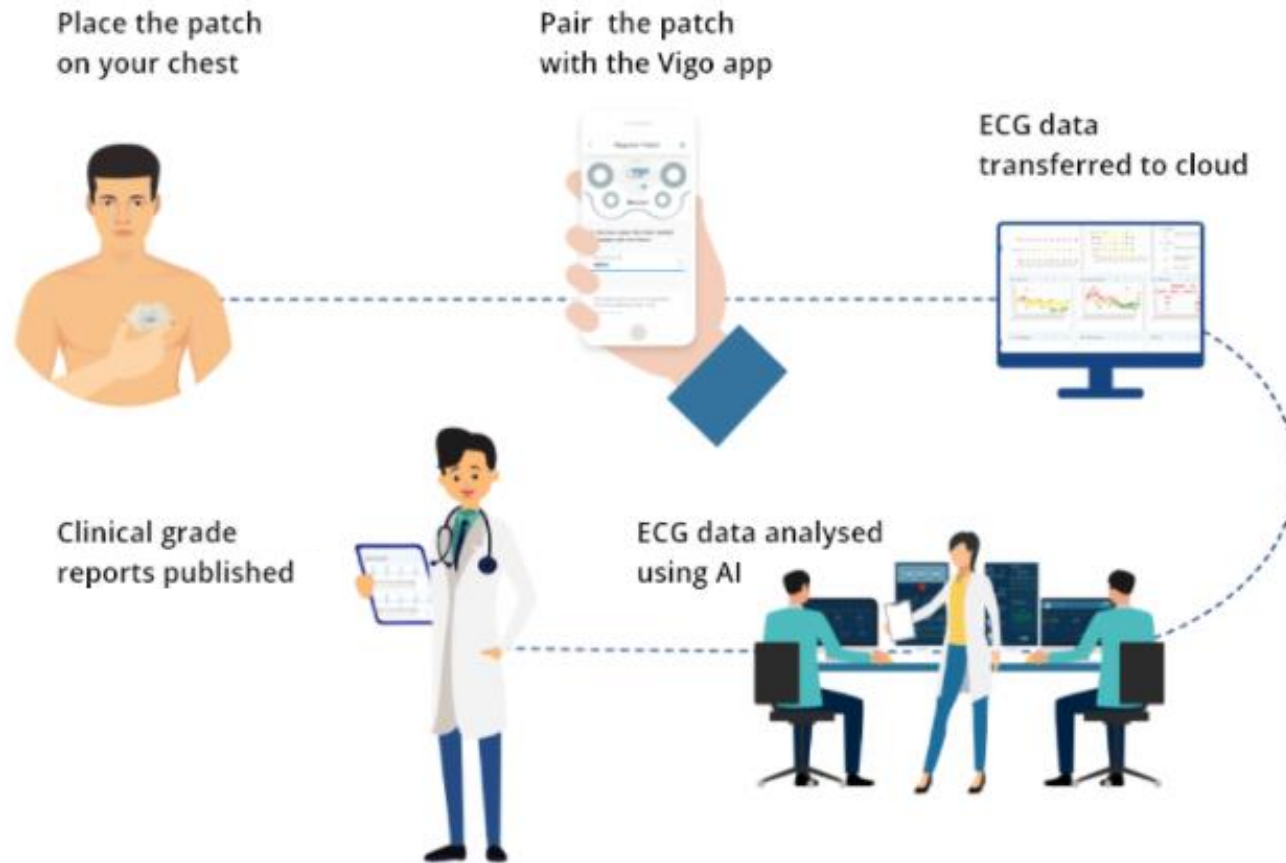 Place the patch
on your chest
Pair the patch
with the Vigo app
ECG data
transferred to cloud
ECG data analysed
using AI
Clinical grade
reports published